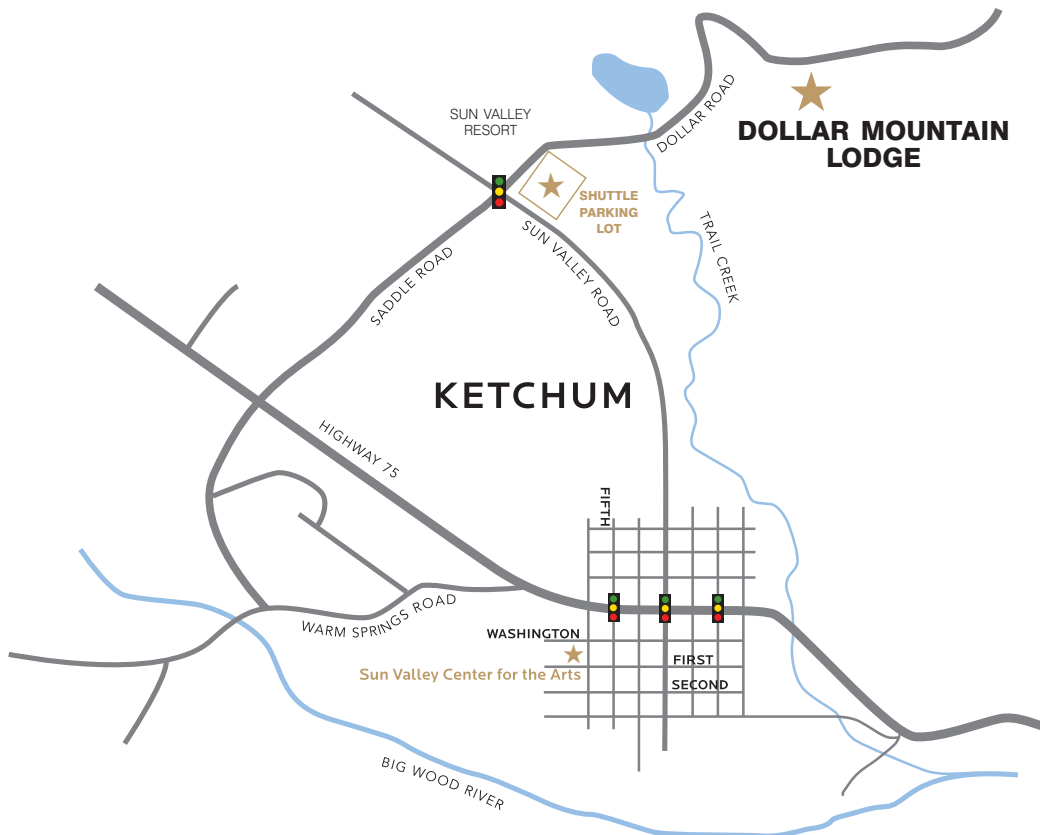 SUN VALLEY
RESORT
DOLLAR ROAD
DOLLAR MOUNTAIN
LODGE
SHUTTLE
PARKING
LOT
SADDLE ROAD
SUN VALLEY ROAD
TRAIL CREEK
KETCHUM
HIGHWAY 75
FIFTH
WARM SPRINGS ROAD
WASHINGTON
Sun Valley Center for the Arts
FIRST
SECOND
BIG WOOD RIVER